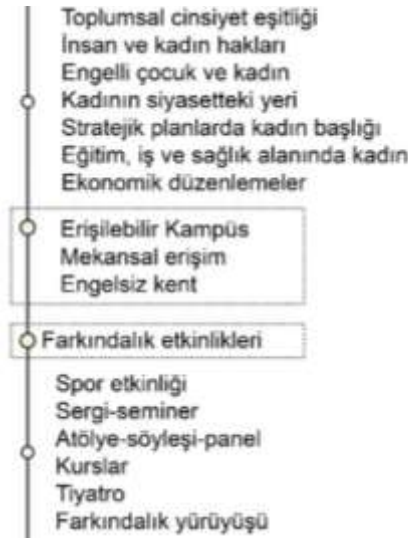 Toplumsal cinsiyet eşitliği
İnsan ve kadın hakları
Engelli çocuk ve kadın
Kadının siyasetteki yeri
Stratejik planlarda kadın başlığı
Eğitim, iş ve sağlık alanında kadın
Ekonomik düzenlemeler
Erişilebilir Kampüs
Mekansal erişim
Engelsiz kent
Farkındalık etkinlikleri
Spor etkinliği
Sergi-seminer
Atölye-söyleşi-panel
Kurslar
Tiyatro
Farkındalık yürüyüşü